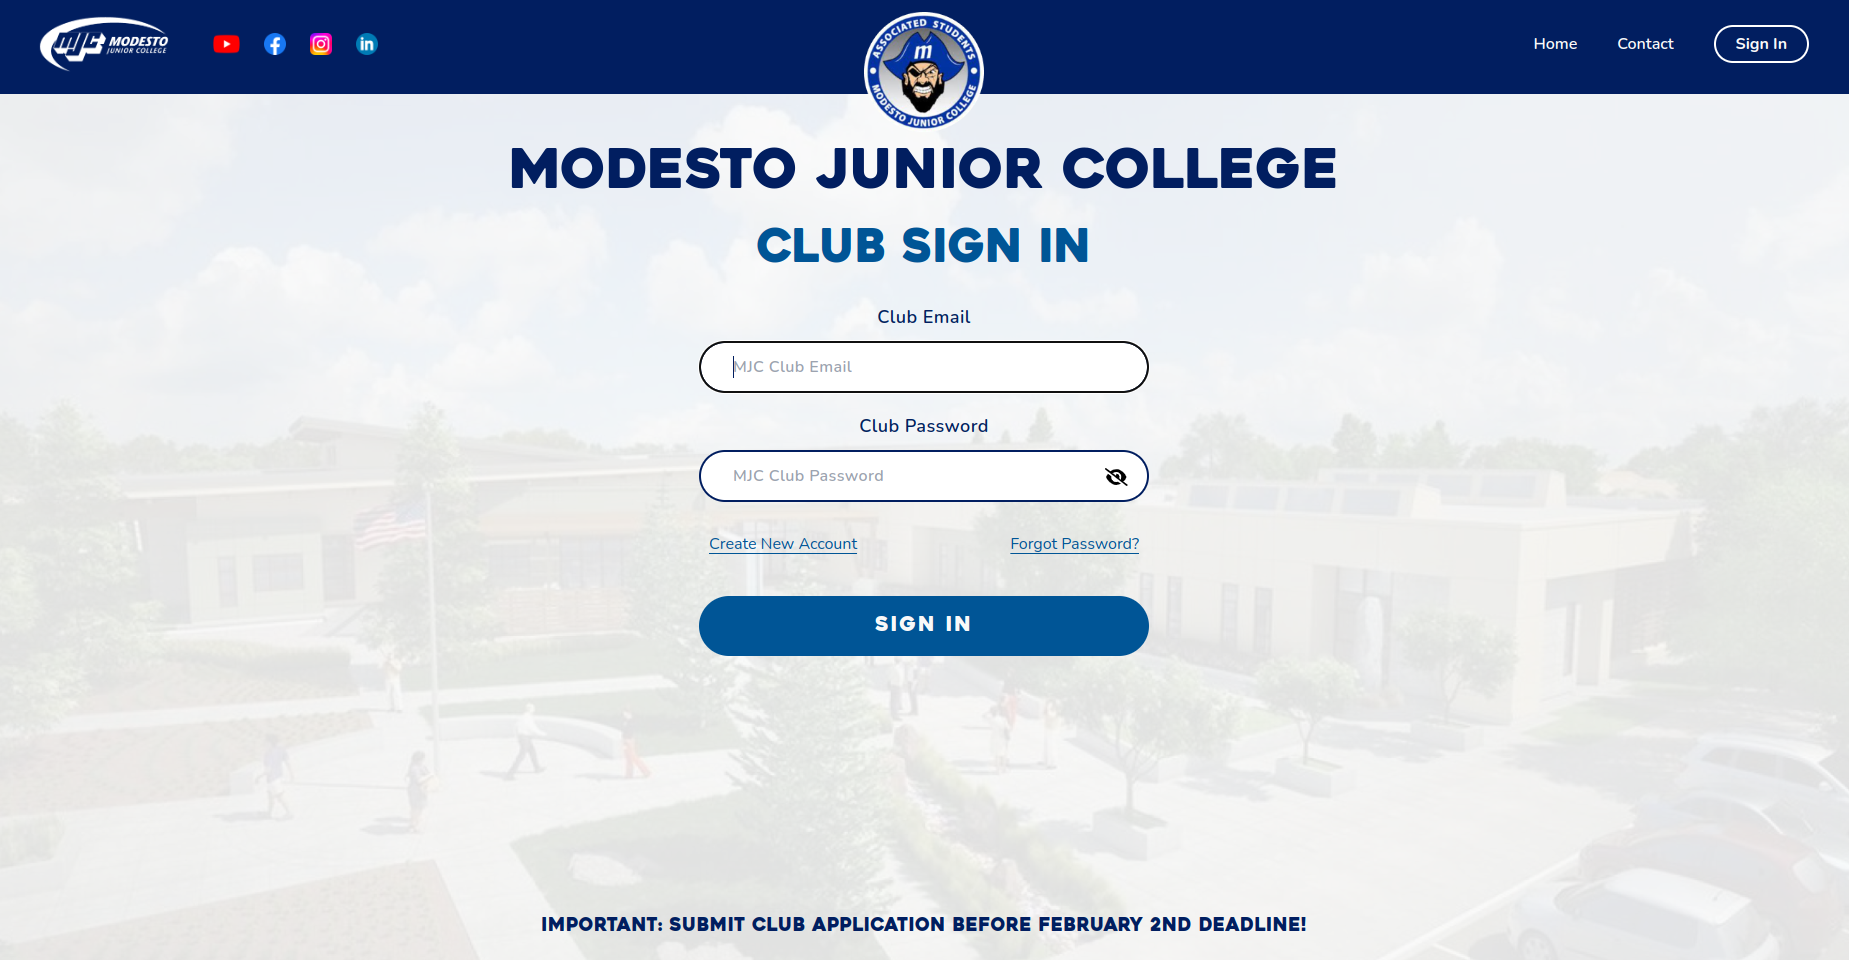 MJC MODESTO
JUNIOR COLLEGE
in
ASSOCIATED STUDENTS
m
MODESTO JUNIOR COLLEGE
Home
Contact
Sign In
MODESTO JUNIOR COLLEGE
CLUB SIGN IN
Club Email
MJC Club Email
Club Password
MJC Club Password
Create New Account
Forgot Password?
SIGN IN
IMPORTANT: SUBMIT CLUB APPLICATION BEFORE FEBRUARY 2ND DEADLINE!